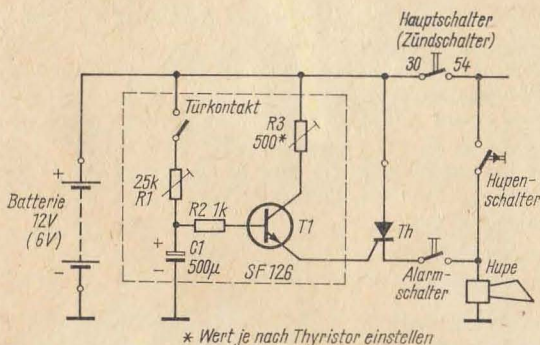 Hauptschalter
(Zündschalter)
30 54
Türkontakt
R3
500*
+
Batterie
12V
(6V)
-
25k
R1
R2 1k
T1
Th
Hupen-
schalter
+
-
C1
500µ
SF 126
Alarm-
schalter
Hupe
* Wert je nach Thyristor einstellen